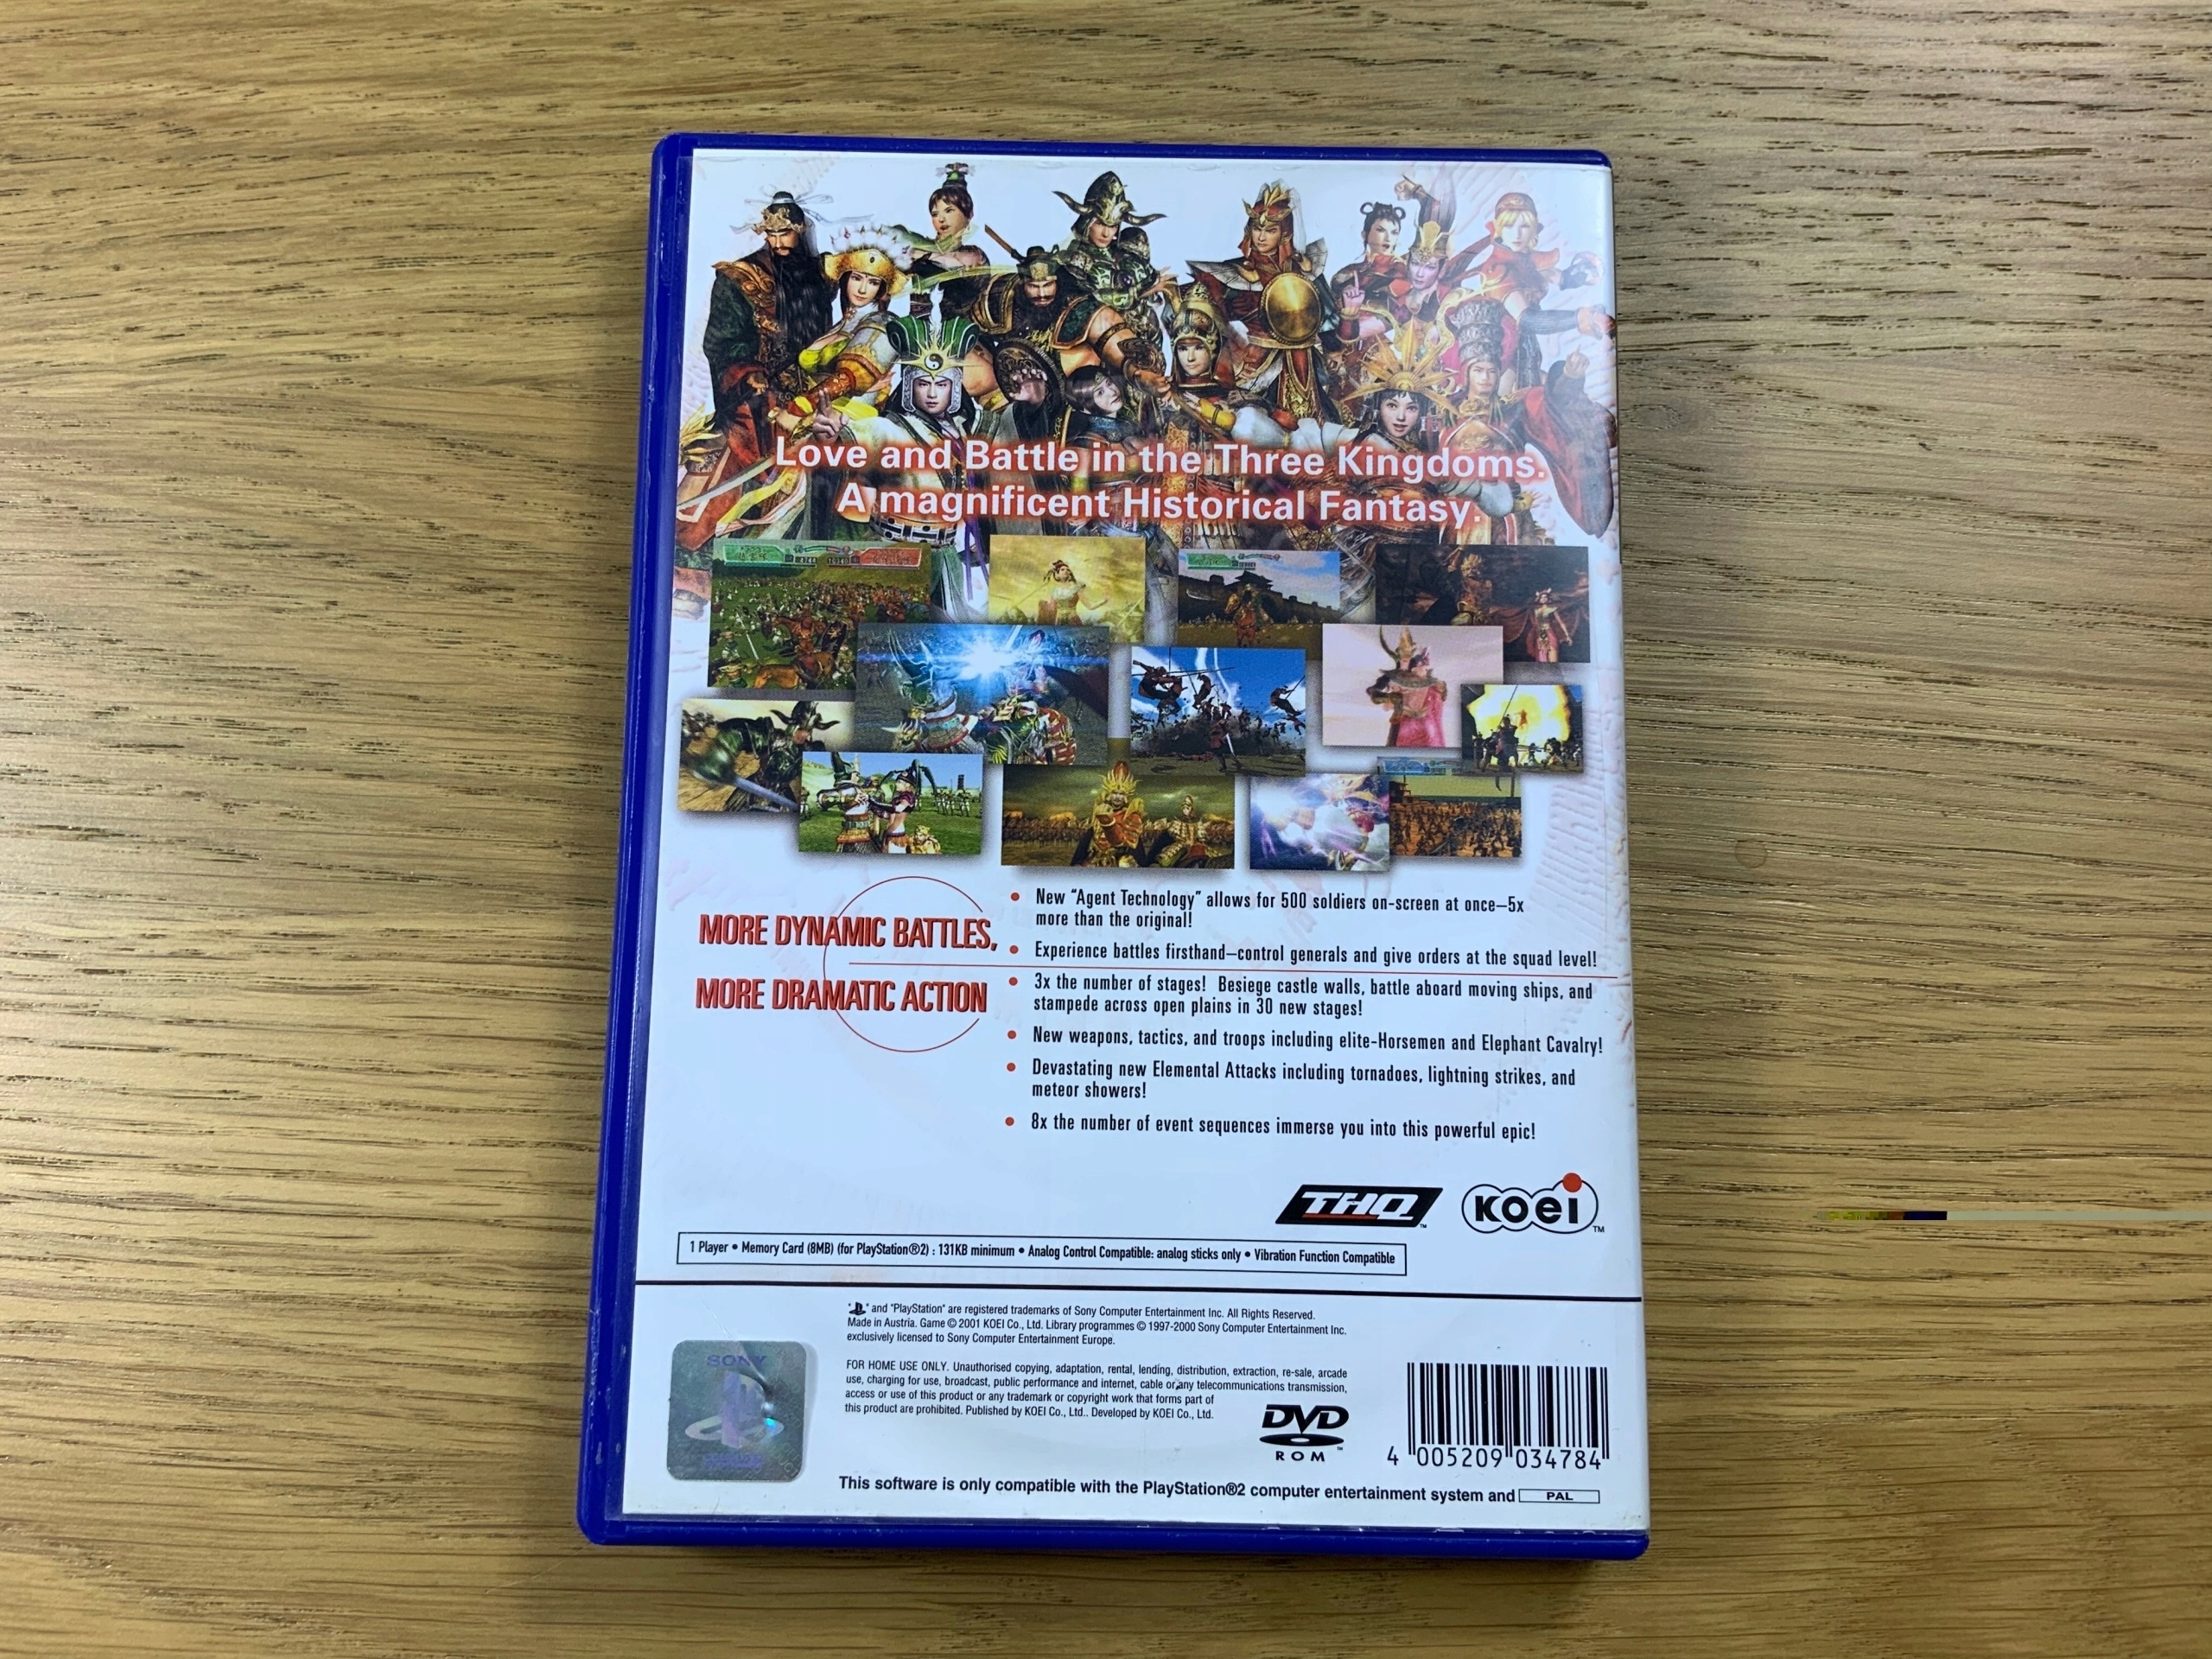 Love and Battle in the Three Kingdoms.
A magnificent Historical Fantasy.
MORE DYNAMIC BATTLES,
MORE DRAMATIC ACTION
• New “Agent Technology” allows for 500 soldiers on-screen at once–5x
more than the original!
• Experience battles firsthand–control generals and give orders at the squad level!
• 3x the number of stages! Besiege castle walls, battle aboard moving ships, and
stampede across open plains in 30 new stages!
• New weapons, tactics, and troops including elite-Horsemen and Elephant Cavalry!
• Devastating new Elemental Attacks including tornadoes, lightning strikes, and
meteor showers!
• 8x the number of event sequences immerse you into this powerful epic!
THQ™ KOEI™
1 Player • Memory Card (8MB) (for PlayStation®2) : 131KB minimum • Analog Control Compatible: analog sticks only • Vibration Function Compatible
" " and "PlayStation" are registered trademarks of Sony Computer Entertainment Inc. All Rights Reserved.
Made in Austria. Game © 2001 KOEI Co., Ltd. Library programmes © 1997-2000 Sony Computer Entertainment Inc.
exclusively licensed to Sony Computer Entertainment Europe.
FOR HOME USE ONLY. Unauthorised copying, adaptation, rental, lending, distribution, extraction, re-sale, arcade
use, charging for use, broadcast, public performance and internet, cable or any telecommunications transmission,
access or use of this product or any trademark or copyright work that forms part of
this product are prohibited. Published by KOEI Co., Ltd.. Developed by KOEI Co., Ltd.
SONY
DVD™
ROM
4 005209 034784
This software is only compatible with the PlayStation®2 computer entertainment system and PAL